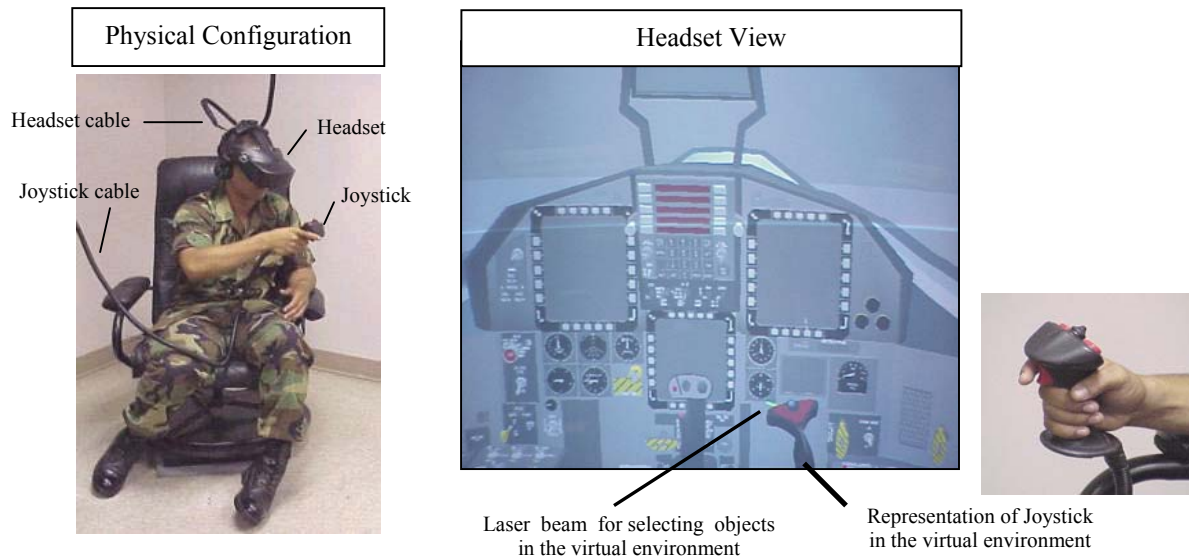 Physical Configuration
Headset View
Headset cable
Headset
Joystick cable
Joystick
Laser beam for selecting objects
in the virtual environment
Representation of Joystick
in the virtual environment